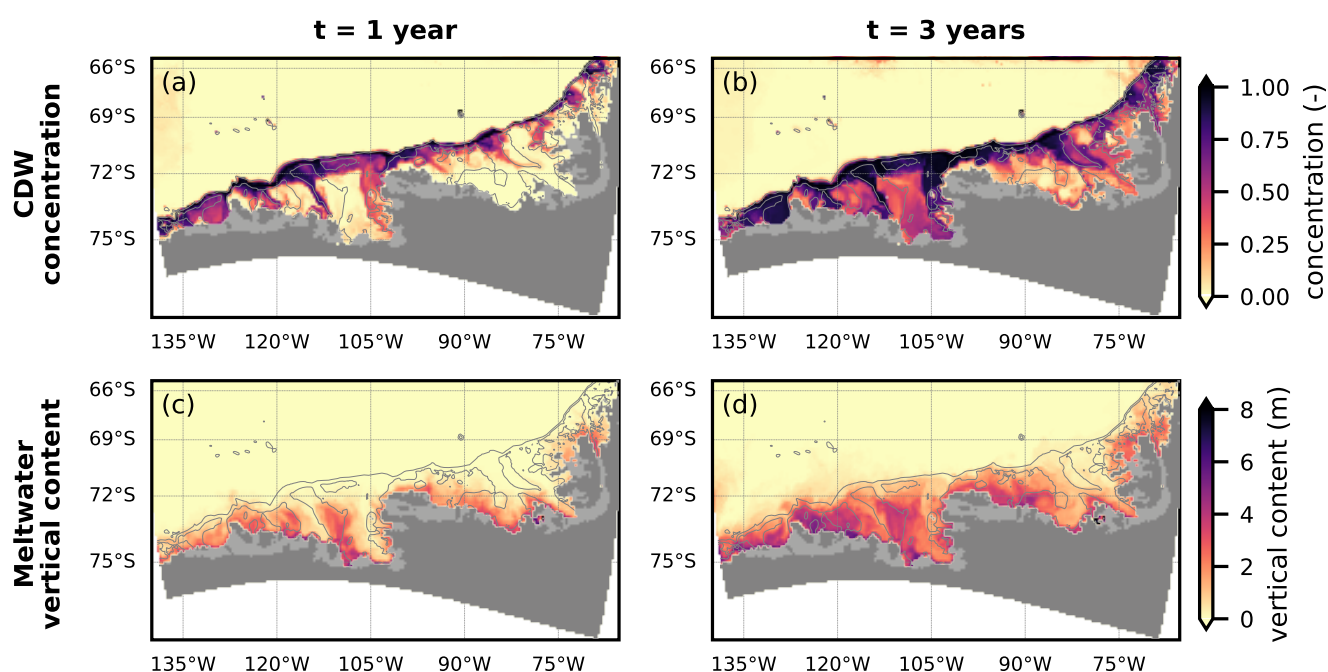 t = 1 year
t = 3 years
CDW
concentration
(a)
66°S
69°S
72°S
75°S
135°W 120°W 105°W 90°W 75°W
(b)
66°S
69°S
72°S
75°S
135°W 120°W 105°W 90°W 75°W
1.00
0.75
0.50
0.25
0.00
concentration (-)
Meltwater
vertical content
(c)
66°S
69°S
72°S
75°S
135°W 120°W 105°W 90°W 75°W
(d)
66°S
69°S
72°S
75°S
135°W 120°W 105°W 90°W 75°W
8
6
4
2
0
vertical content (m)